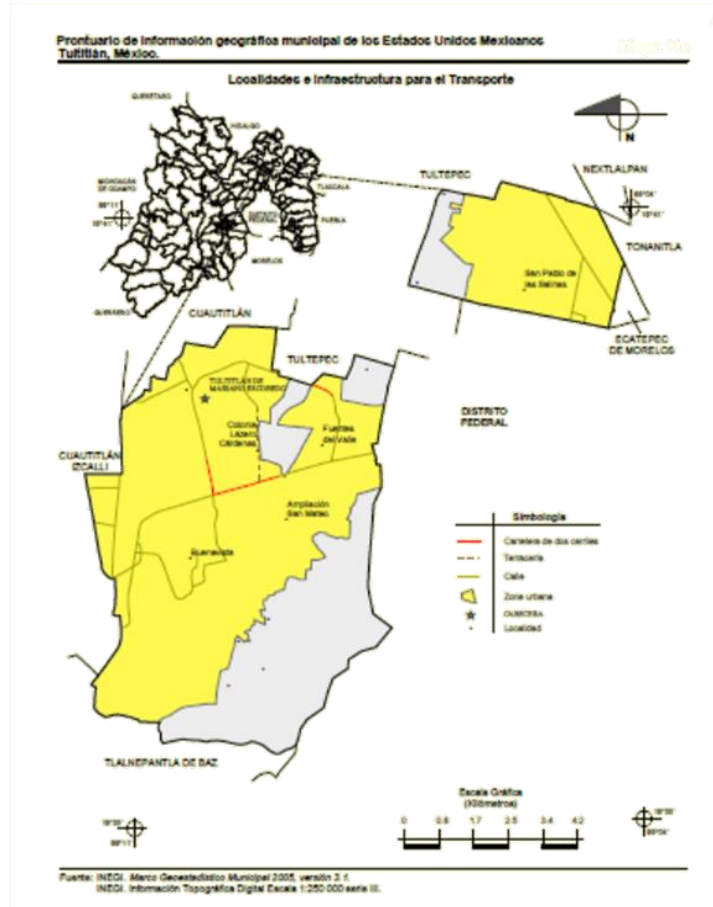 Prontuario de información geográfica municipal de los Estados Unidos Mexicanos
Tultitlán, México.
Localidades e Infraestructura para el Transporte
QUERÉTARO
HIDALGO
MICHOACÁN
DE OCAMPO
TLAXCALA
DISTRITO
FEDERAL
PUEBLA
MORELOS
GUERRERO
N
TULTEPEC
NEXTLALPAN
TONANITLA
San Pablo de
las Salinas
ECATEPEC
DE MORELOS
CUAUTITLÁN
TULTEPEC
TULTITLÁN DE
MARIANO ESCOBEDO
Colonia
Lázaro
Cárdenas
Fuentes
del Valle
DISTRITO
FEDERAL
CUAUTITLÁN
IZCALLI
Ampliación
San Mateo
Buenavista
Simbología
Carretera de dos carriles
Terracería
Calle
Zona urbana
CABECERA
Localidad
TLALNEPANTLA DE BAZ
Escala Gráfica
(Kilómetros)
0 0.8 1.7 2.5 3.4 4.2
Fuente: INEGI. Marco Geoestadístico Municipal 2005, versión 3.1.
INEGI. Información Topográfica Digital Escala 1:250 000 serie III.